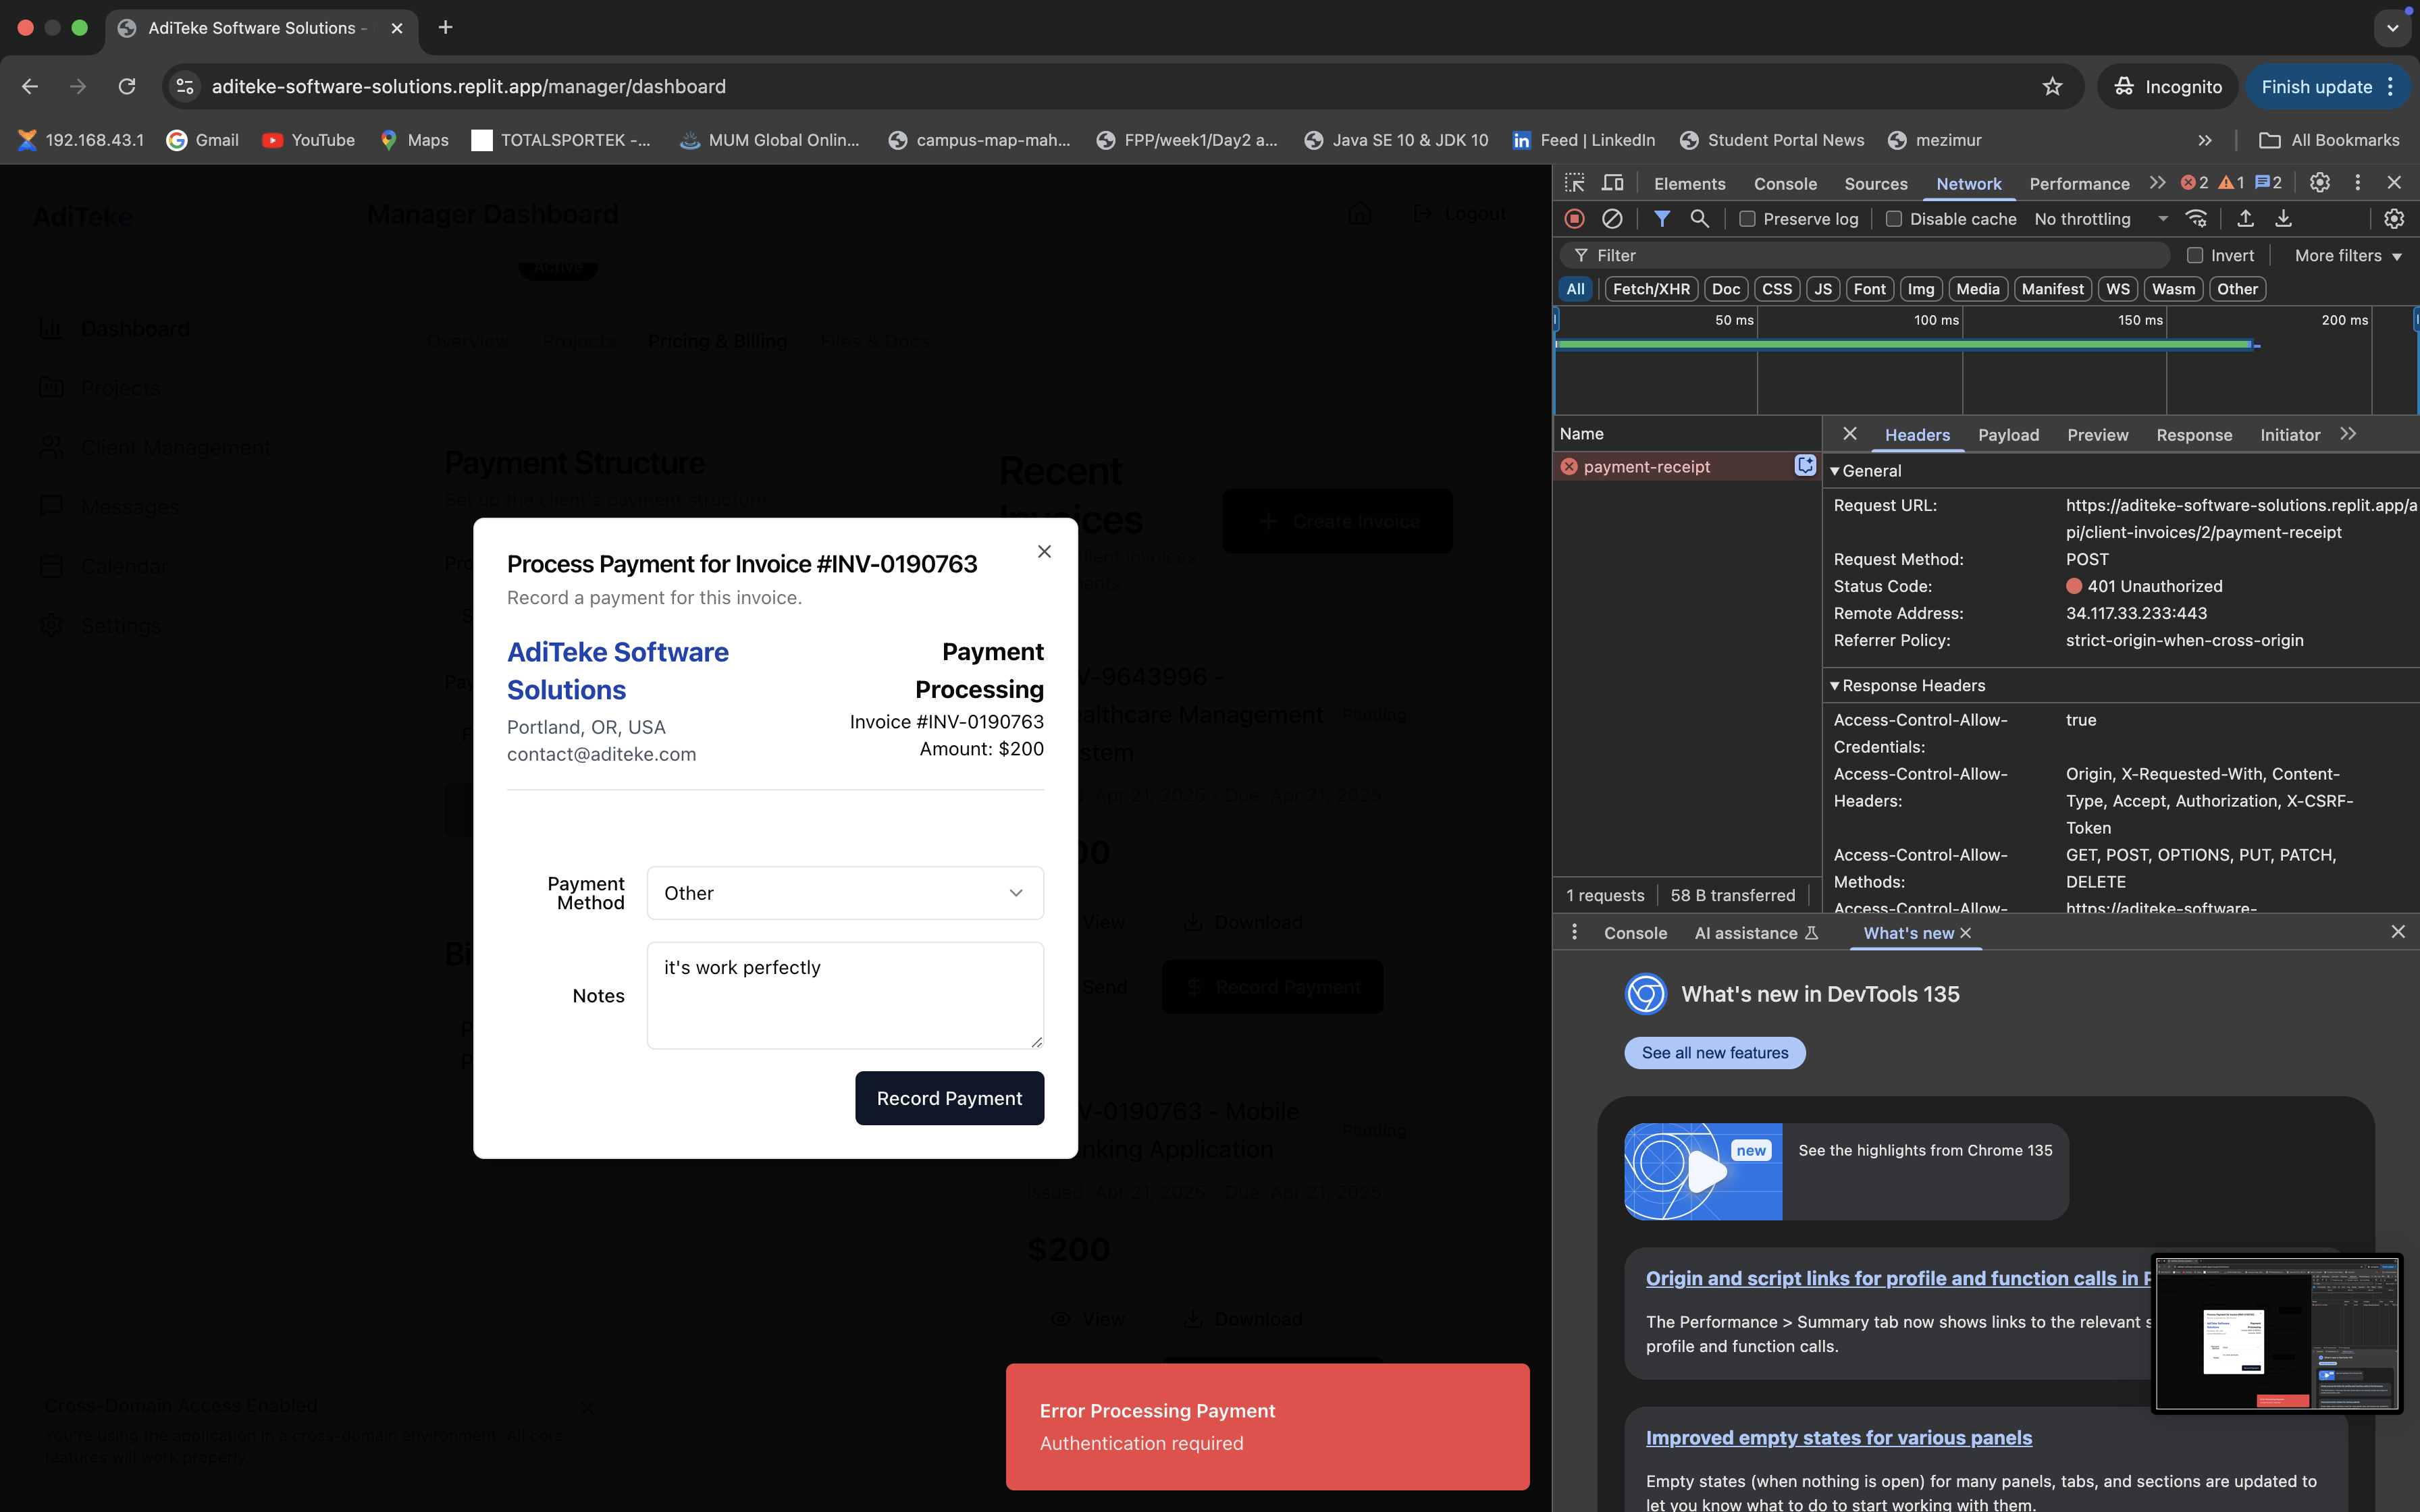 AdiTeke Software Solutions -
aditeke-software-solutions.replit.app/manager/dashboard
Incognito
Finish update
192.168.43.1
Gmail
YouTube
Maps
TOTALSPORTEK -...
MUM Global Onlin...
campus-map-mah...
FPP/week1/Day2 a...
Java SE 10 & JDK 10
Feed | LinkedIn
Student Portal News
mezimur
All Bookmarks
AdiTeke
Manager Dashboard
Logout
Active
Dashboard
Projects
Client Management
Messages
Calendar
Settings
Overview
Projects
Pricing & Billing
Files & Docs
Payment Structure
Set up the client's payment structure
Recent
Invoices
Create Invoice
Process Payment for Invoice #INV-0190763
Record a payment for this invoice.
AdiTeke Software
Solutions
Portland, OR, USA
contact@aditeke.com
Payment
Processing
Invoice #INV-0190763
Amount: $200
Payment
Method
Other
Notes
it's work perfectly
Record Payment
V-9643996 -
althcare Management
stem
Pending
Apr 21, 2025 • Due: Apr 21, 2025
View
Download
Send
Record Payment
V-0190763 - Mobile
nking Application
Pending
Issued: Apr 21, 2025 • Due: Apr 21, 2025
$200
View
Download
Cross-Domain Access Enabled
You're using the application in a cross-domain environment. All core
features will work properly.
Error Processing Payment
Authentication required
Elements
Console
Sources
Network
Performance
2
1
2
Preserve log
Disable cache
No throttling
Filter
Invert
More filters
All
Fetch/XHR
Doc
CSS
JS
Font
Img
Media
Manifest
WS
Wasm
Other
50 ms
100 ms
150 ms
200 ms
Name
payment-receipt
Headers
Payload
Preview
Response
Initiator
General
Request URL:
https://aditeke-software-solutions.replit.app/a
pi/client-invoices/2/payment-receipt
Request Method:
POST
Status Code:
401 Unauthorized
Remote Address:
34.117.33.233:443
Referrer Policy:
strict-origin-when-cross-origin
Response Headers
Access-Control-Allow-
Credentials:
true
Access-Control-Allow-
Headers:
Origin, X-Requested-With, Content-
Type, Accept, Authorization, X-CSRF-
Token
Access-Control-Allow-
Methods:
GET, POST, OPTIONS, PUT, PATCH,
DELETE
Access-Control-Allow-
https://aditeke-software-
1 requests
58 B transferred
Console
AI assistance
What's new
What's new in DevTools 135
See all new features
new
See the highlights from Chrome 135
Origin and script links for profile and function calls in P
The Performance > Summary tab now shows links to the relevant s
profile and function calls.
Improved empty states for various panels
Empty states (when nothing is open) for many panels, tabs, and sections are updated to
let you know what to do to start working with them.